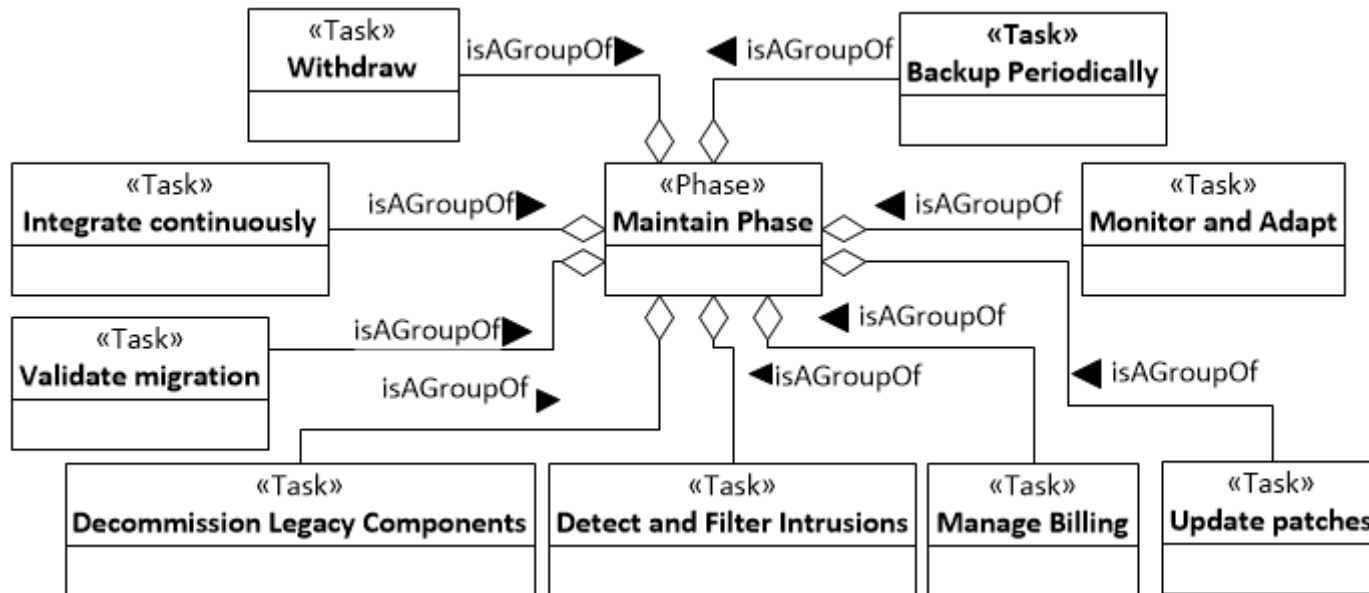 «Task»
Withdraw
isAGroupOf
isAGroupOf
«Task»
Backup Periodically
«Task»
Integrate continuously
isAGroupOf
«Phase»
Maintain Phase
isAGroupOf
«Task»
Monitor and Adapt
«Task»
Validate migration
isAGroupOf
isAGroupOf
isAGroupOf
isAGroupOf
isAGroupOf
«Task»
Decommission Legacy Components
«Task»
Detect and Filter Intrusions
«Task»
Manage Billing
«Task»
Update patches